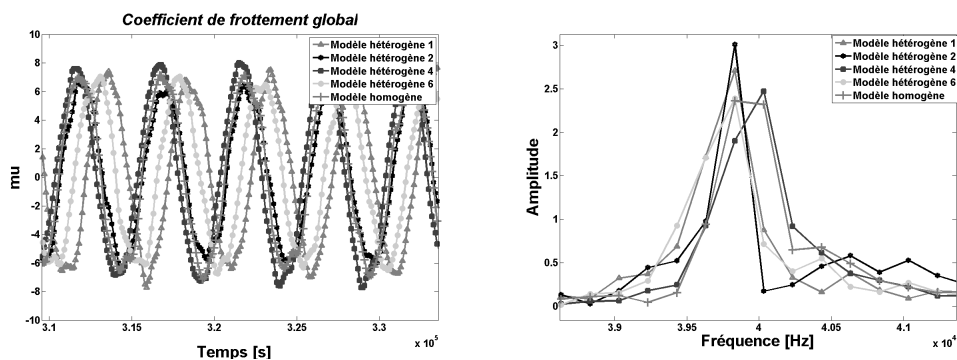 Coefficient de frottement global
mu
10
8
6
4
2
0
-2
-4
-6
-8
-10
Modèle hétérogène 1
Modèle hétérogène 2
Modèle hétérogène 4
Modèle hétérogène 6
Modèle homogène
3.1
3.15
3.2
3.25
3.3
x 10⁵
Temps [s]
Amplitude
3
2.5
2
1.5
1
0.5
0
Modèle hétérogène 1
Modèle hétérogène 2
Modèle hétérogène 4
Modèle hétérogène 6
Modèle homogène
3.9
3.95
4
4.05
4.1
x 10⁴
Fréquence [Hz]